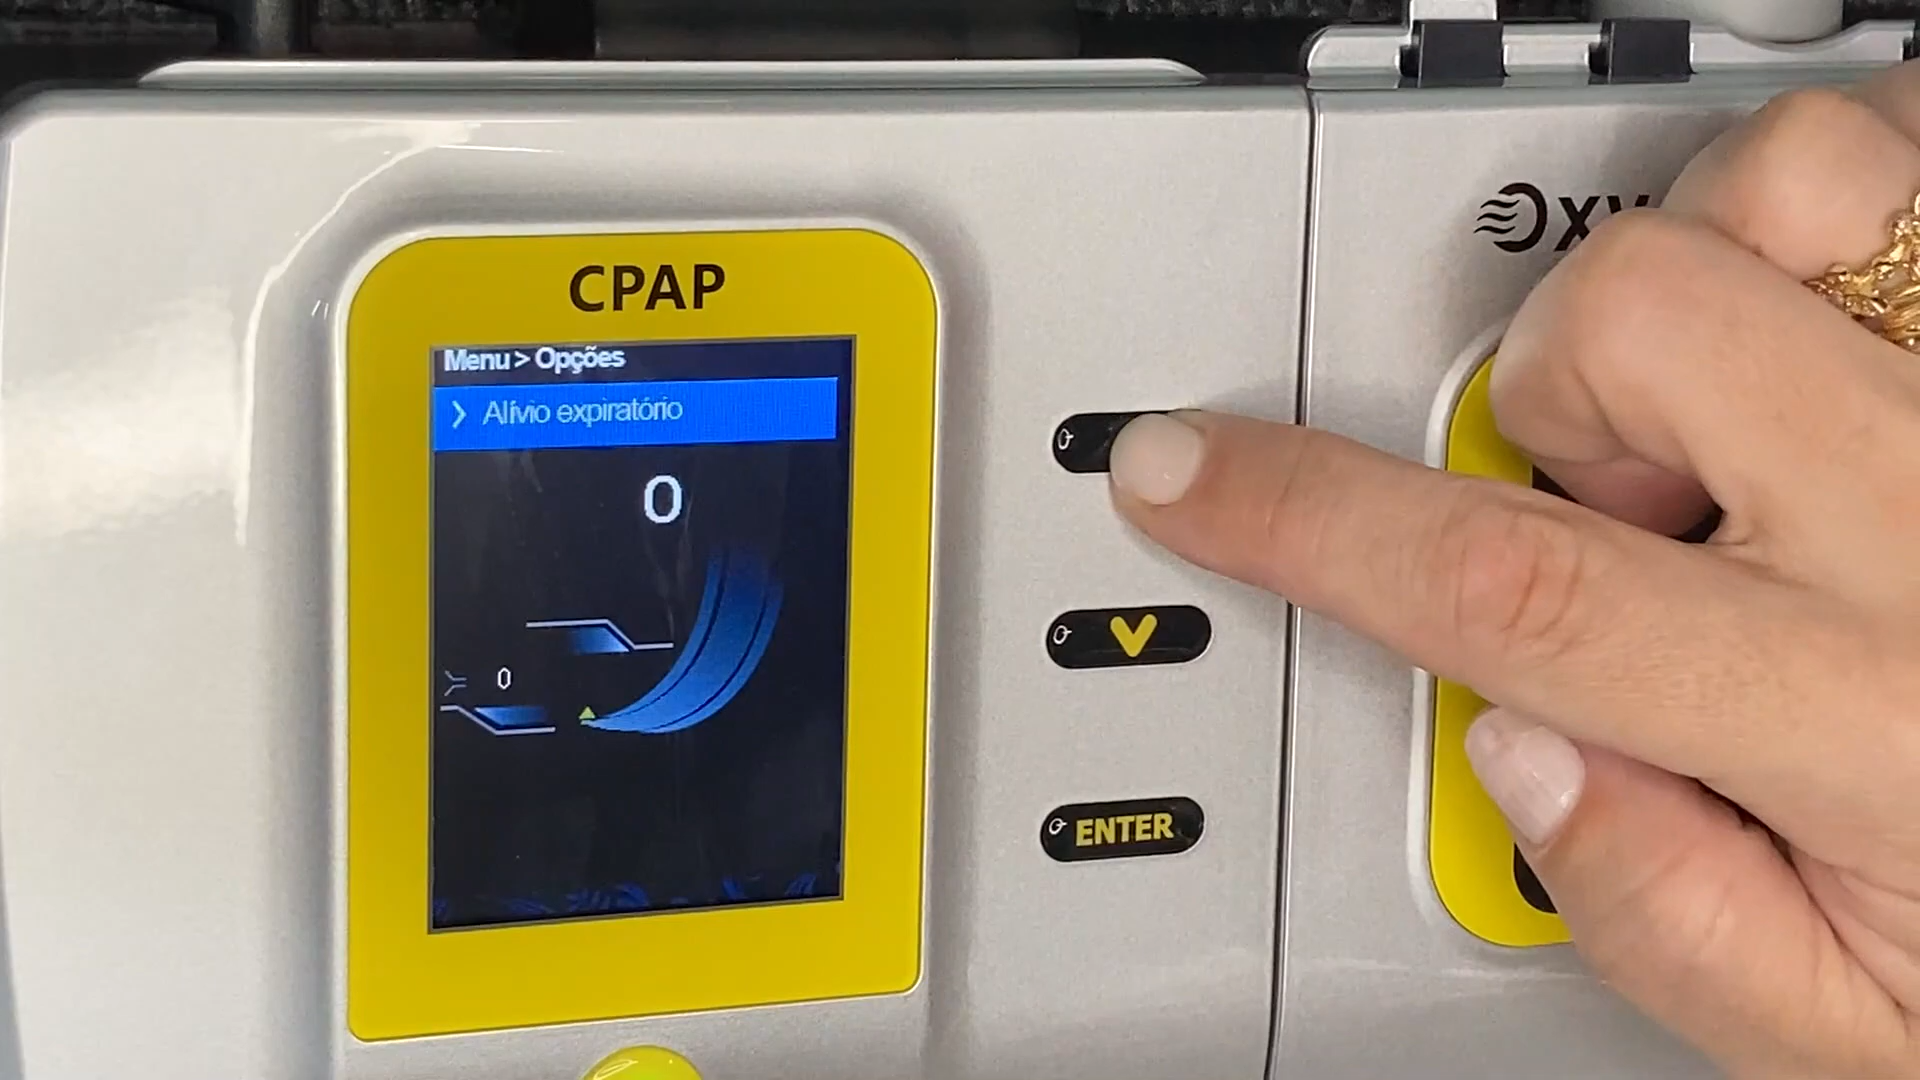 CPAP
Menu > Opções
Alívio expiratório
0
0
ENTER